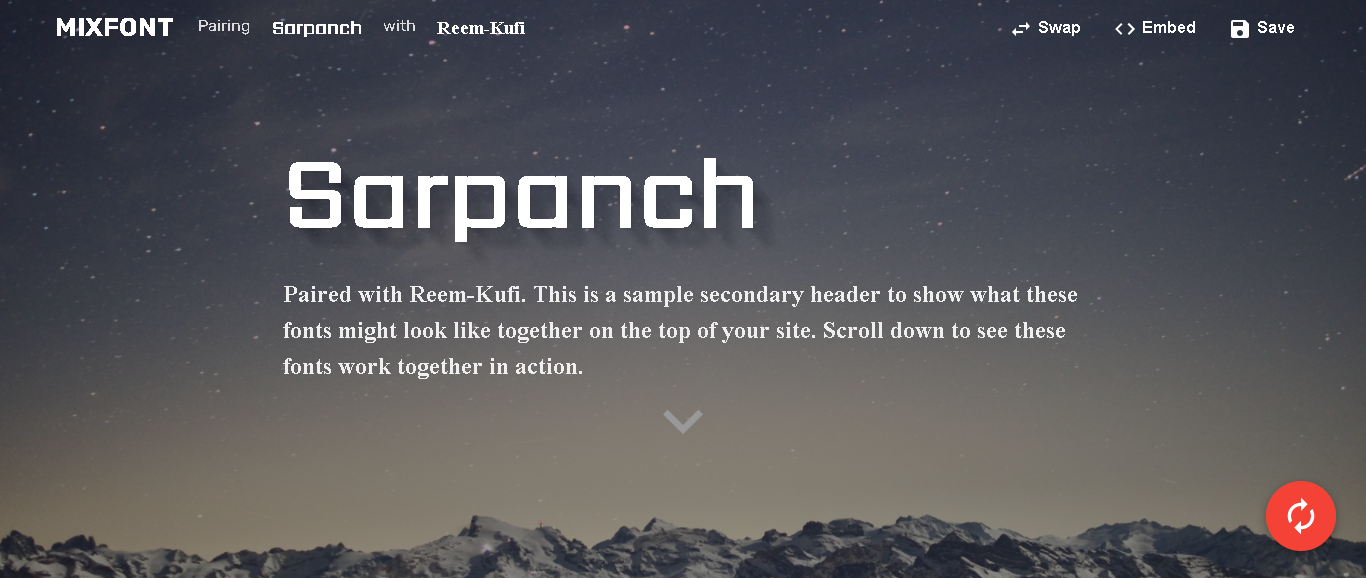 MIXFONT Pairing Sarpanch with Reem-Kufi Swap Embed Save
Sarpanch
Paired with Reem-Kufi. This is a sample secondary header to show what these
fonts might look like together on the top of your site. Scroll down to see these
fonts work together in action.